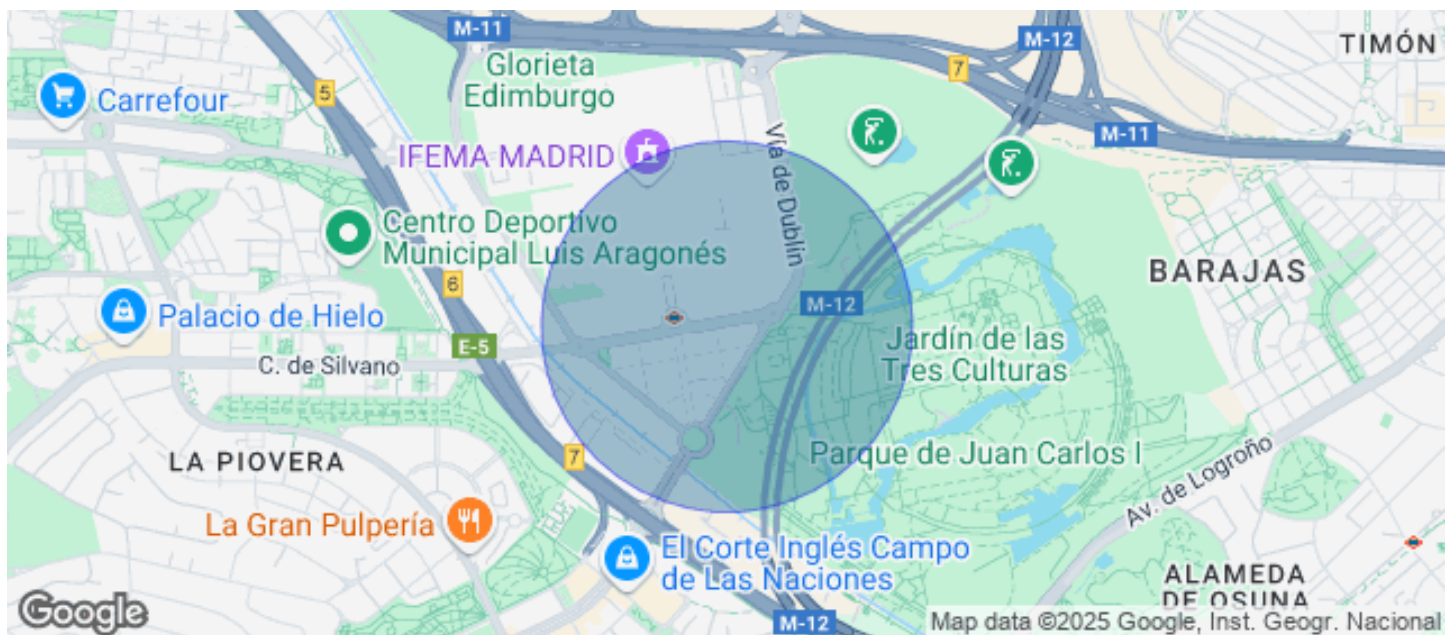 M-11
M-12
TIMÓN
Glorieta
Edimburgo
5
7
Carrefour
M-11
IFEMA MADRID
Vía de Dublín
Centro Deportivo
Municipal Luis Aragonés
BARAJAS
6
Palacio de Hielo
M-12
E-5
Jardín de las
Tres Culturas
C. de Silvano
LA PIOVERA
7
Parque de Juan Carlos I
Av. de Logroño
La Gran Pulpería
El Corte Inglés Campo
de Las Naciones
ALAMEDA
DE OSUNA
Google
M-12
Map data ©2025 Google, Inst. Geogr. Nacional